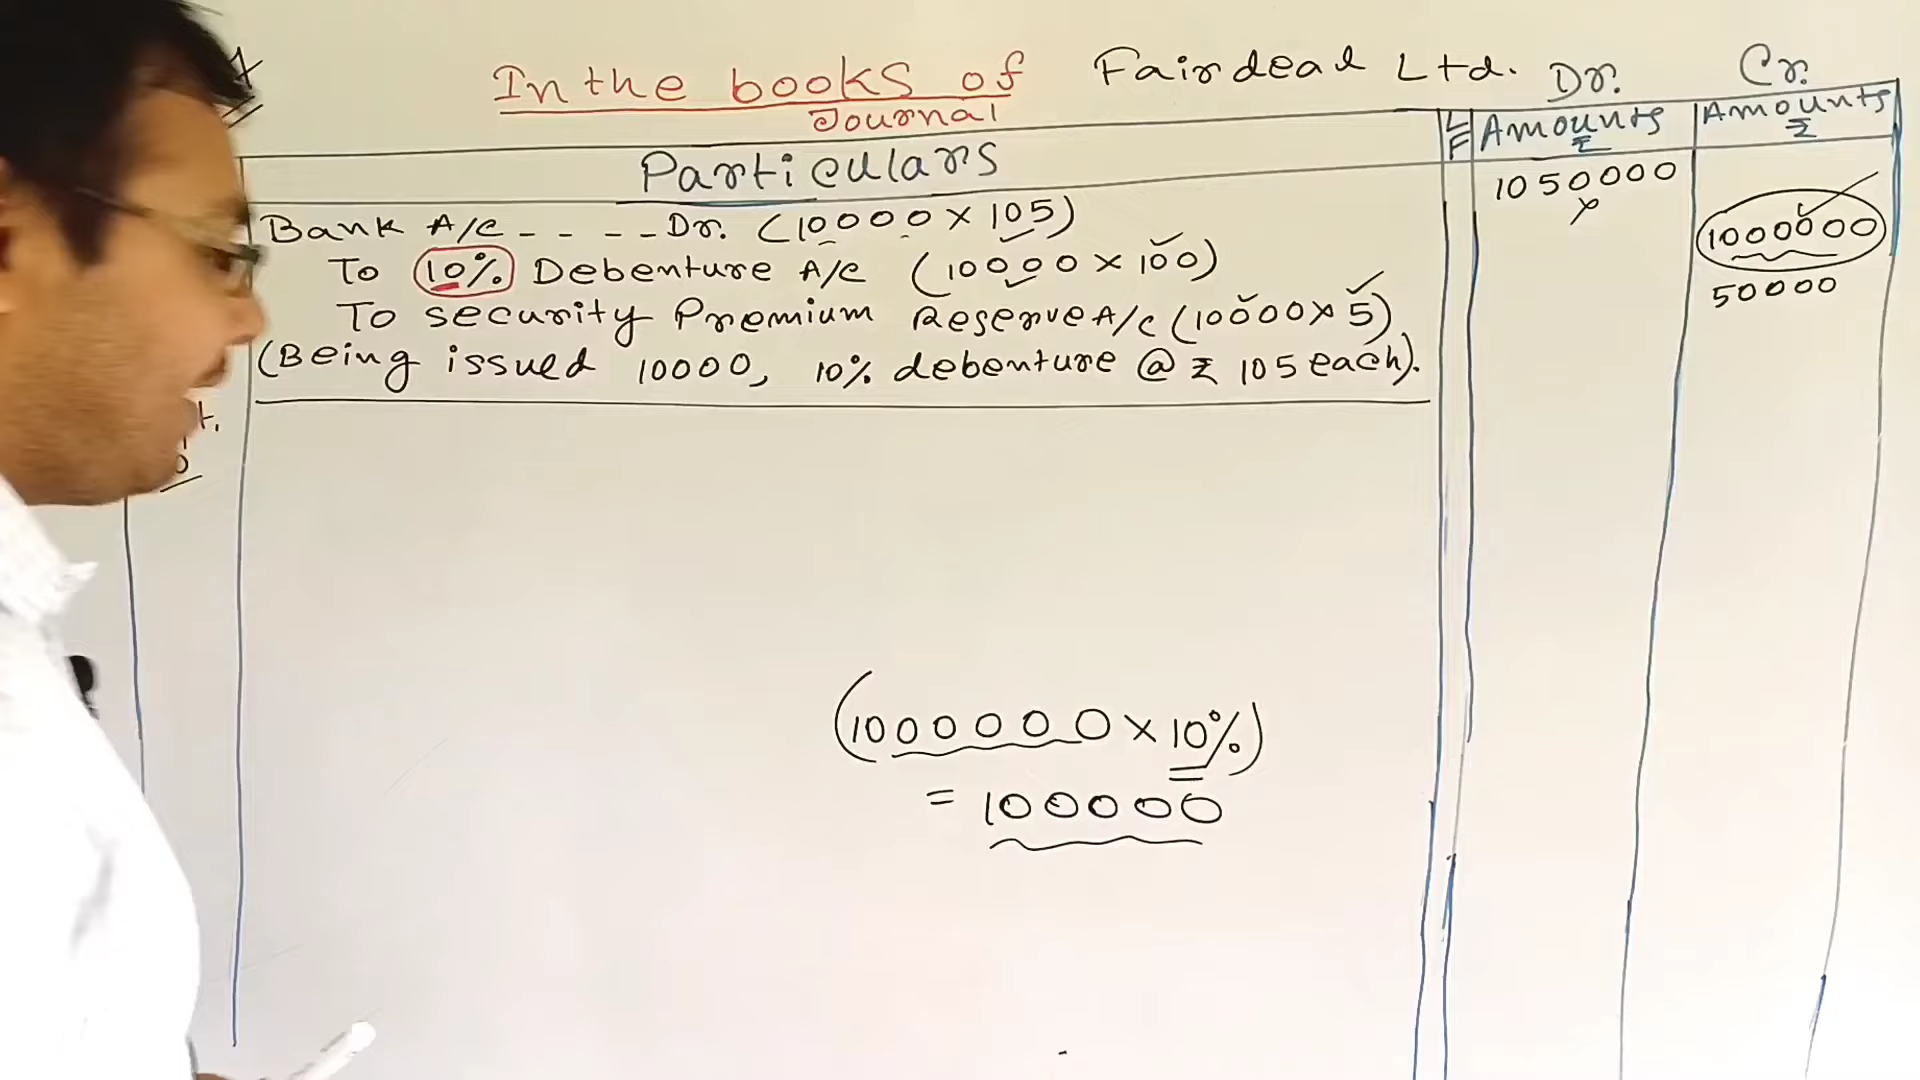 In the books of Fairdeal Ltd.
Journal
Dr.
Cr.
Particulars
LF
Amounts ₹
Amounts ₹
Bank A/c - - - - Dr. (10000 × 105)
1050000
To 10% Debenture A/c (10000 × 100)
1000000
To security Premium Reserve A/c (10000 × 5)
50000
(Being issued 10000, 10% debenture @ ₹ 105 each).
(1000000 × 10%)
= 100000